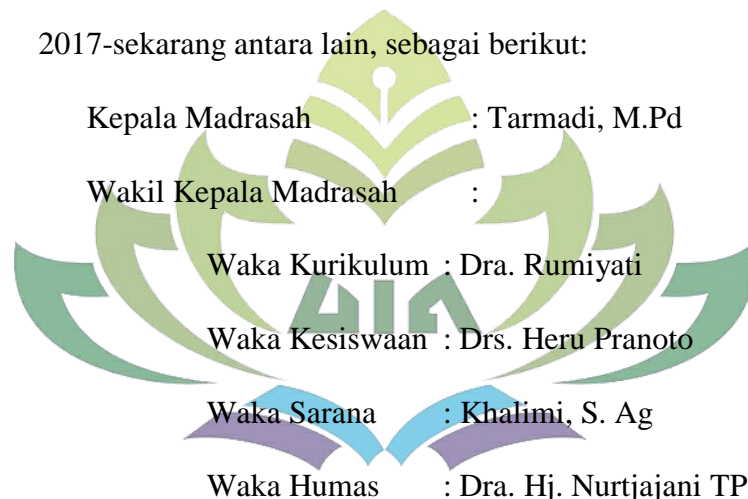 2017-sekarang antara lain, sebagai berikut:
Kepala Madrasah : Tarmadi, M.Pd
Wakil Kepala Madrasah :
Waka Kurikulum : Dra. Rumiyati
UIN
Waka Kesiswaan : Drs. Heru Pranoto
Waka Sarana : Khalimi, S. Ag
Waka Humas : Dra. Hj. Nurtjajani TP